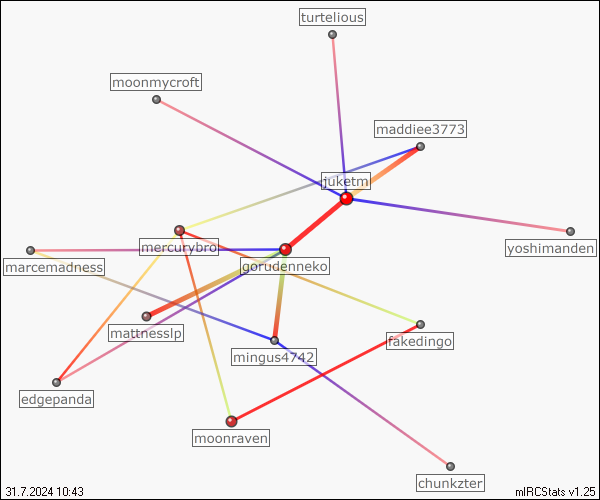 turtelious
moonmycroft
maddiee3773
juketm
mercurybro
yoshimanden
marcemadness
gorudenneko
mattnesslp
fakedingo
mingus4742
edgepanda
moonraven
chunkzter
31.7.2024 10:43
mIRCStats v1.25